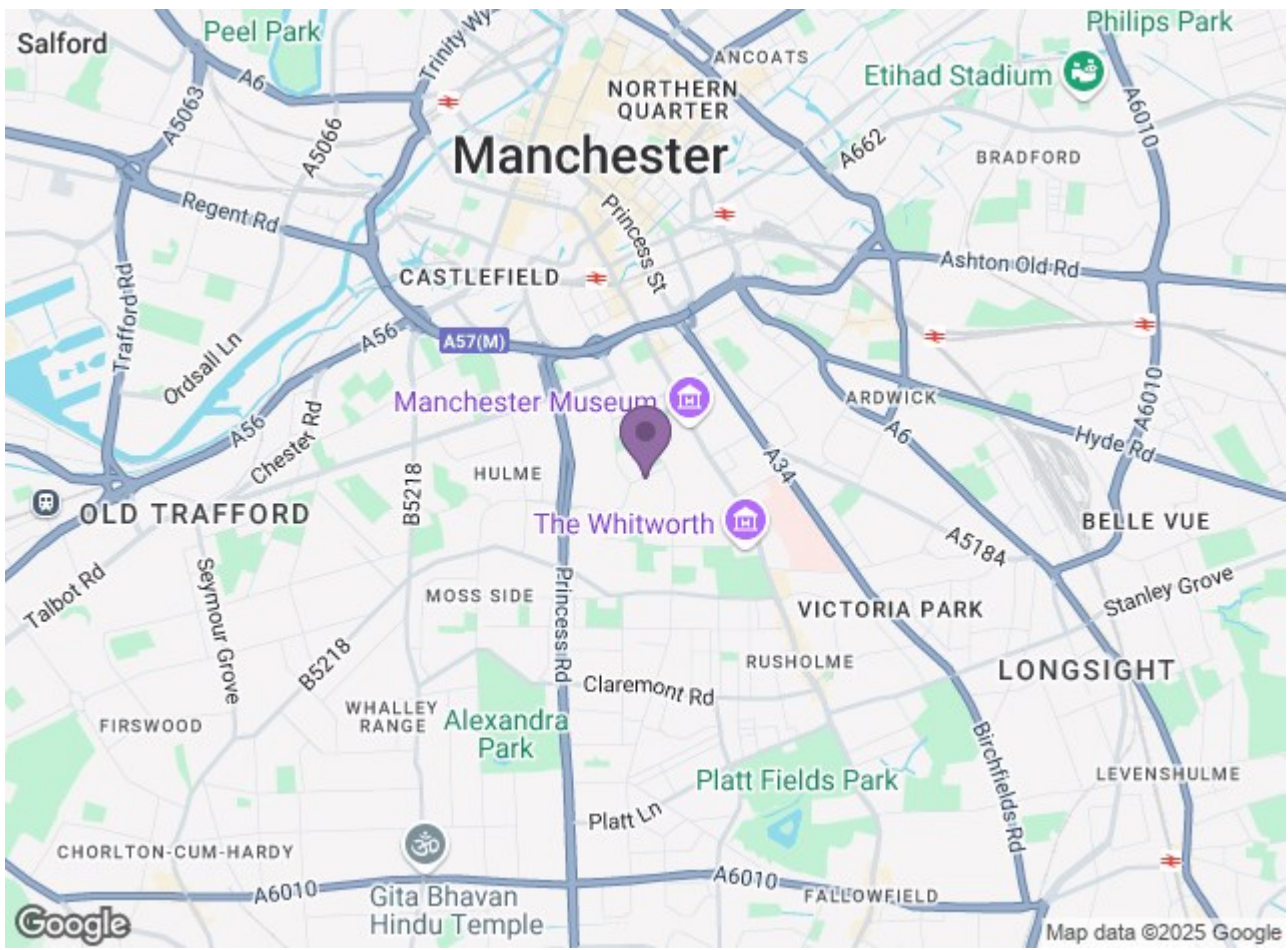 Salford
Peel Park
Trinity Wy
A6
A5063
A5066
ANCOATS
NORTHERN
QUARTER
Philips Park
Etihad Stadium
A6010
A662
BRADFORD
Manchester
Regent Rd
Princess St
CASTLEFIELD
Ashton Old Rd
Trafford Rd
Ordsall Ln
A56
A57(M)
A56
Chester Rd
Manchester Museum
ARDWICK
A6010
A6
Hyde Rd
A34
HULME
B5218
OLD TRAFFORD
The Whitworth
BELLE VUE
A5184
Stanley Grove
Talbot Rd
Seymour Grove
MOSS SIDE
Princess Rd
VICTORIA PARK
B5218
RUSHOLME
LONGSIGHT
Claremont Rd
WHALLEY
RANGE
FIRSWOOD
Alexandra
Park
Birchfields Rd
Platt Fields Park
LEVENSHULME
Platt Ln
CHORLTON-CUM-HARDY
A6010
A6010
Gita Bhavan
Hindu Temple
FALLOWFIELD
Google
Map data ©2025 Google